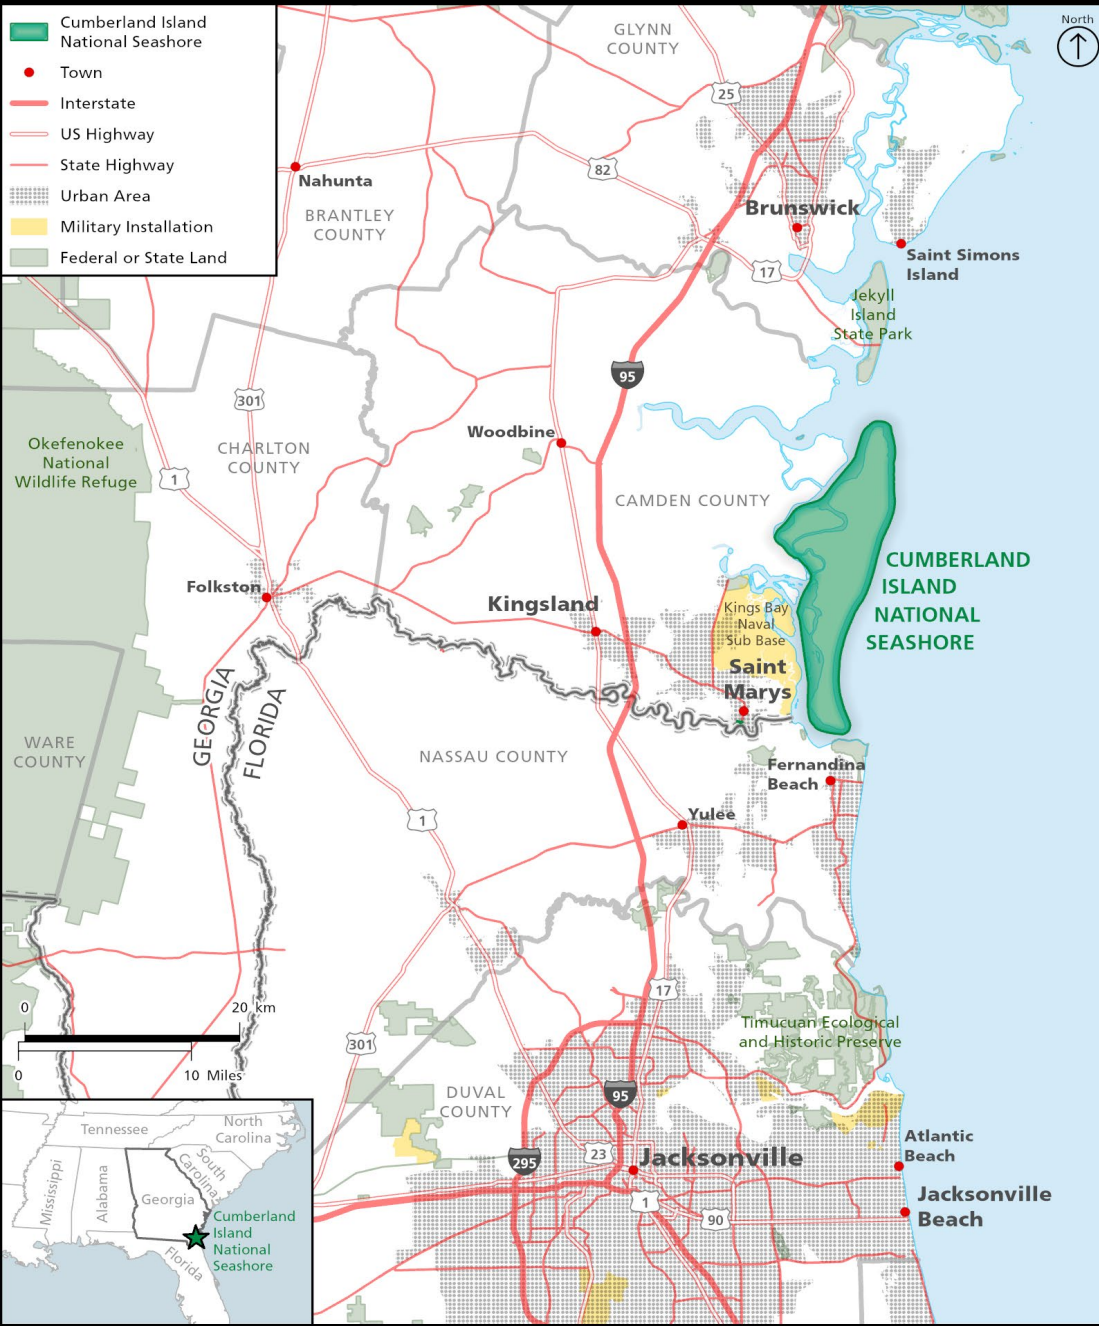 Cumberland Island
National Seashore
Town
Interstate
US Highway
State Highway
Urban Area
Military Installation
Federal or State Land
North
GLYNN
COUNTY
25
82
Nahunta
BRANTLEY
COUNTY
Brunswick
17
Saint Simons
Island
Jekyll
Island
State Park
95
301
Woodbine
Okefenokee
National
Wildlife Refuge
CHARLTON
COUNTY
1
CAMDEN COUNTY
CUMBERLAND
ISLAND
NATIONAL
SEASHORE
Folkston
Kingsland
Kings Bay
Naval
Sub Base
Saint
Marys
GEORGIA
FLORIDA
WARE
COUNTY
NASSAU COUNTY
Fernandina
Beach
1
Yulee
17
0
20 km
0
10 Miles
Timucuan Ecological
and Historic Preserve
301
DUVAL
COUNTY
95
295
23
Jacksonville
1
90
Atlantic
Beach
Jacksonville
Beach
Tennessee
North
Carolina
South
Carolina
Mississippi
Alabama
Georgia
Florida
Cumberland
Island
National
Seashore